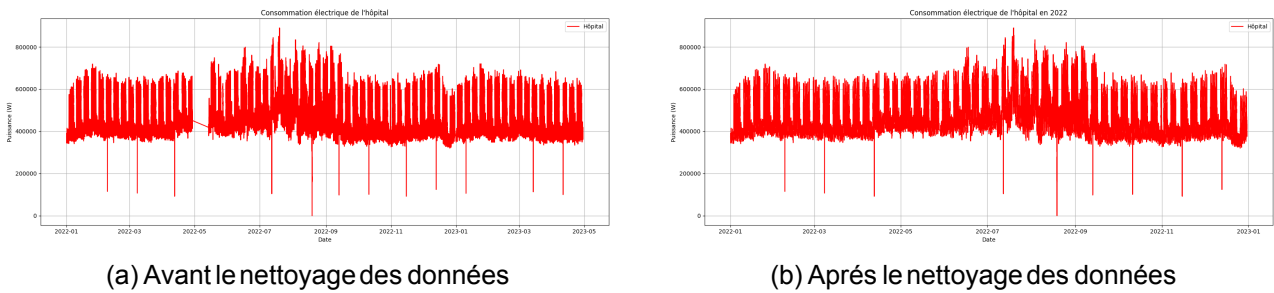 Consommation électrique de l'hôpital
Hôpital
800000
600000
400000
200000
0
Puissance (W)
2022-01 2022-03 2022-05 2022-07 2022-09 2022-11 2023-01 2023-03 2023-05
Date
(a) Avant le nettoyage des données
Consommation électrique de l'hôpital en 2022
Hôpital
800000
600000
400000
200000
0
Puissance (W)
2022-01 2022-03 2022-05 2022-07 2022-09 2022-11 2023-01
Date
(b) Aprés le nettoyage des données